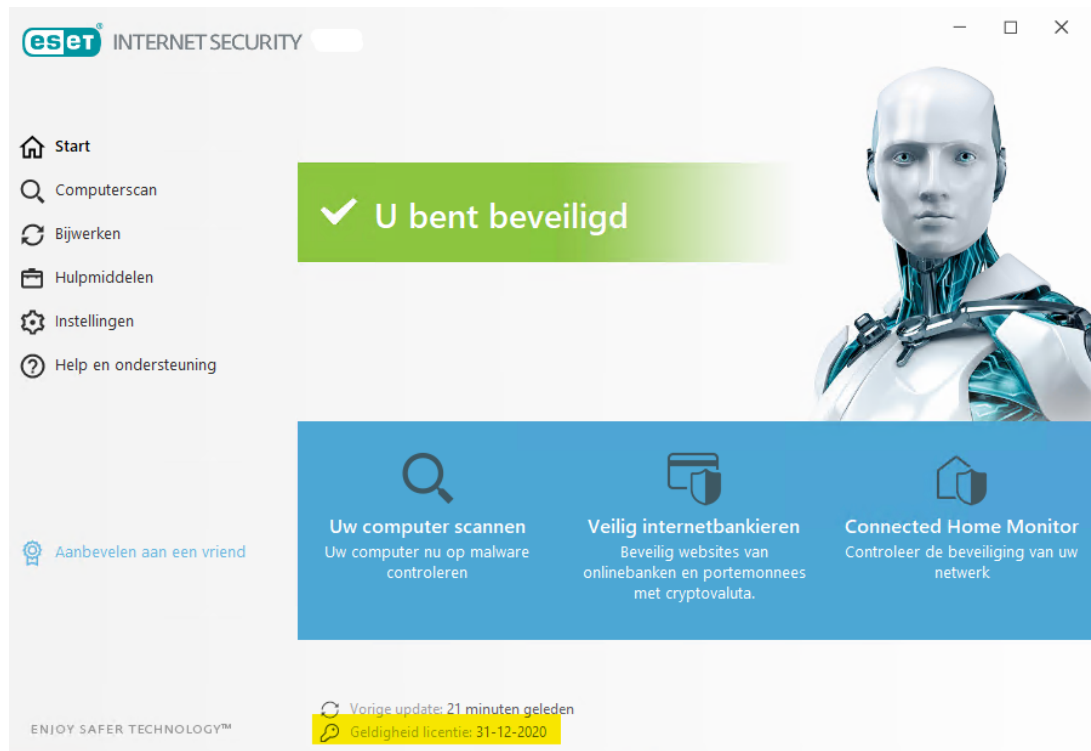 eset® INTERNET SECURITY
Start
Computerscan
Bijwerken
Hulpmiddelen
Instellingen
Help en ondersteuning
Aanbevelen aan een vriend
ENJOY SAFER TECHNOLOGY™
U bent beveiligd
Uw computer scannen
Uw computer nu op malware
controleren
Veilig internetbankieren
Beveilig websites van
onlinebanken en portemonnees
met cryptovaluta.
Connected Home Monitor
Controleer de beveiliging van uw
netwerk
Vorige update: 21 minuten geleden
Geldigheid licentie: 31-12-2020